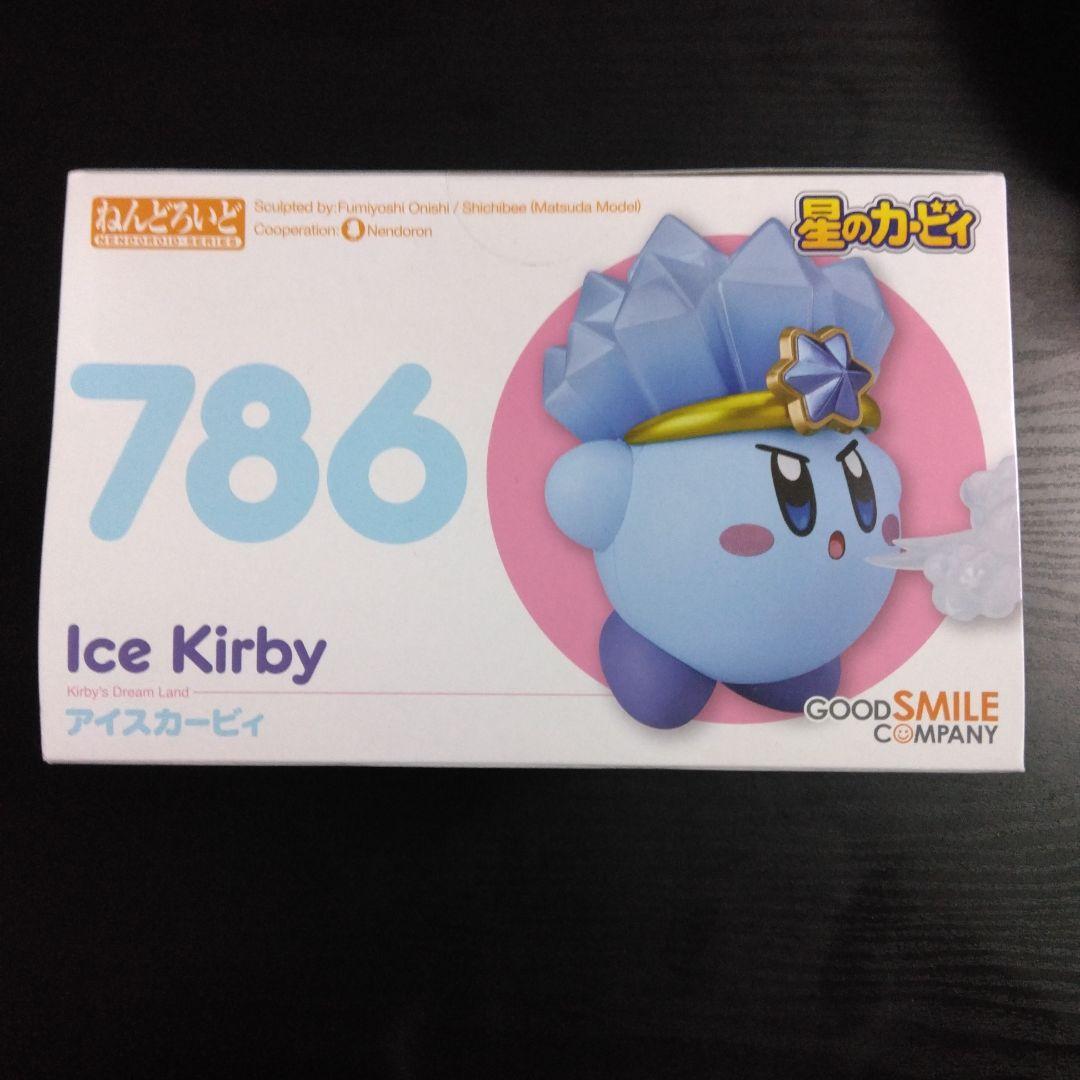 ねんどろいど
NENDOROID SERIES
Sculpted by:Fumiyoshi Onishi / Shichibee (Matsuda Model)
Cooperation: Nendoron
星のカービィ
786
Ice Kirby
Kirby's Dream Land
アイスカービィ
GOOD SMILE
COMPANY